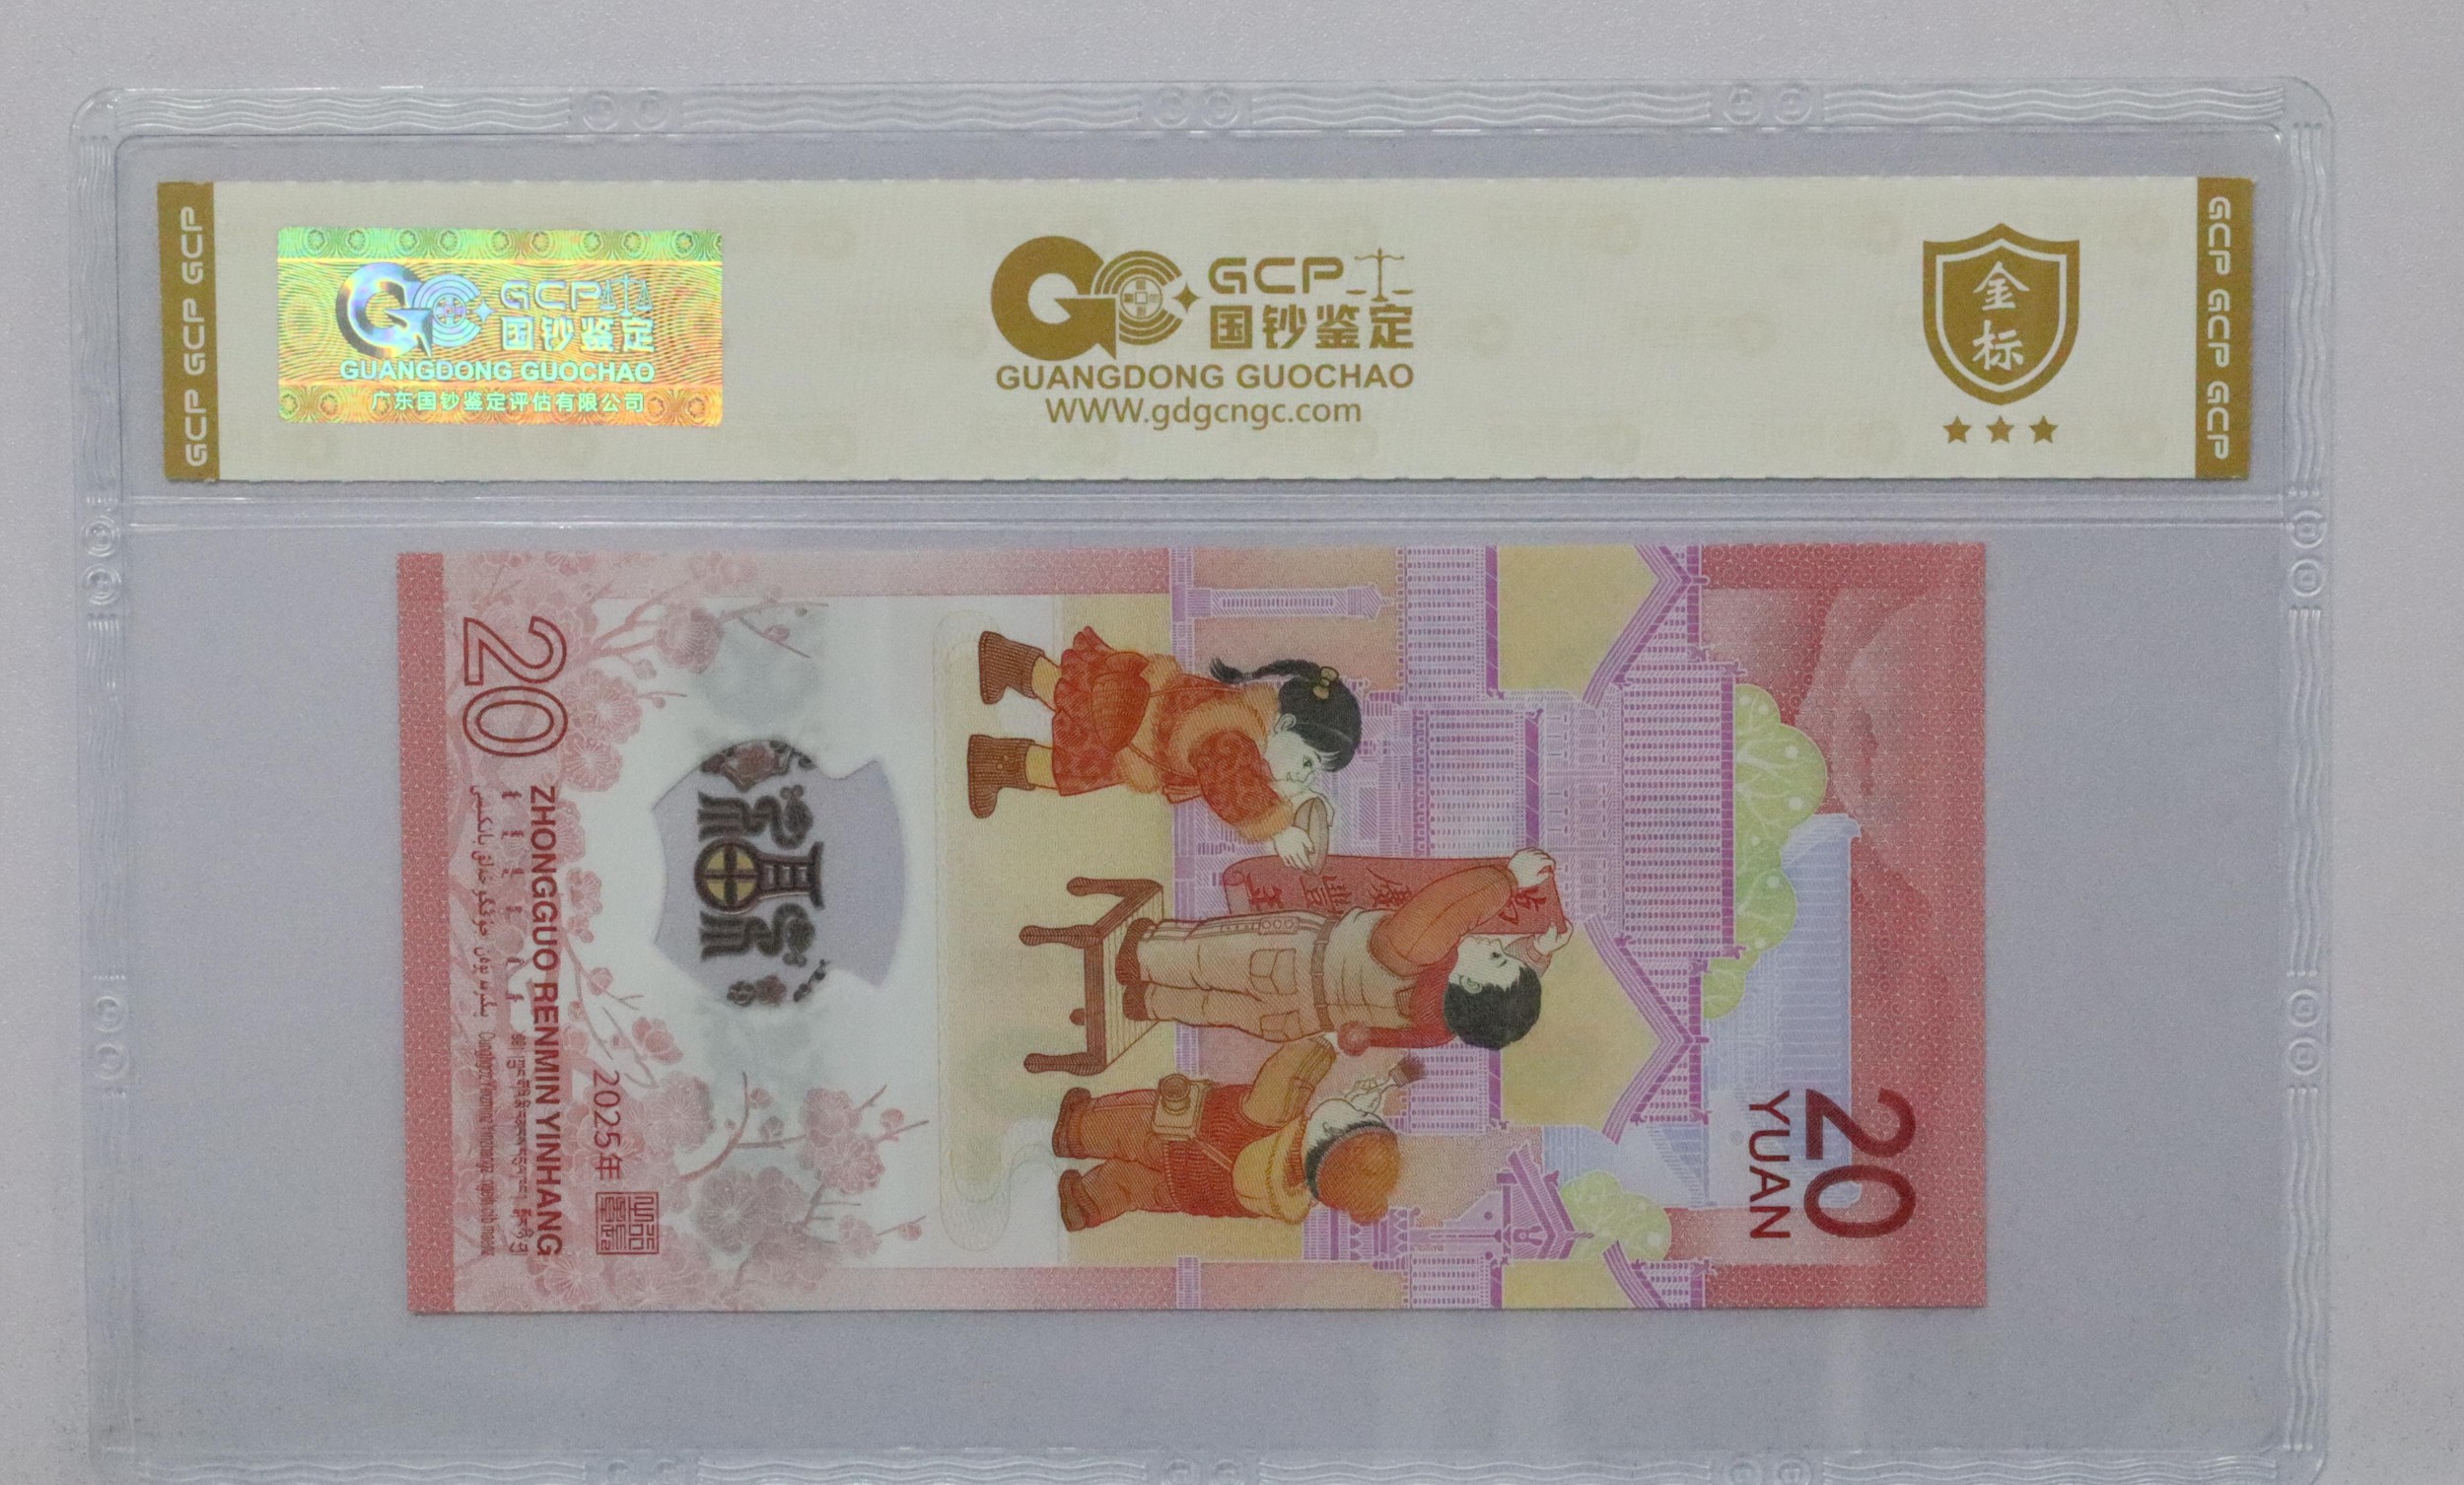 GCP GCP GCP
GCP
国钞鉴定
GUANGDONG GUOCHAO
广东国钞鉴定评估有限公司
GCP
国钞鉴定
GUANGDONG GUOCHAO
WWW.gdgcngc.com
金
标
GCP GCP GCP
20
YUAN
2025年
20
ZHONGGUO RENMIN YINHANG